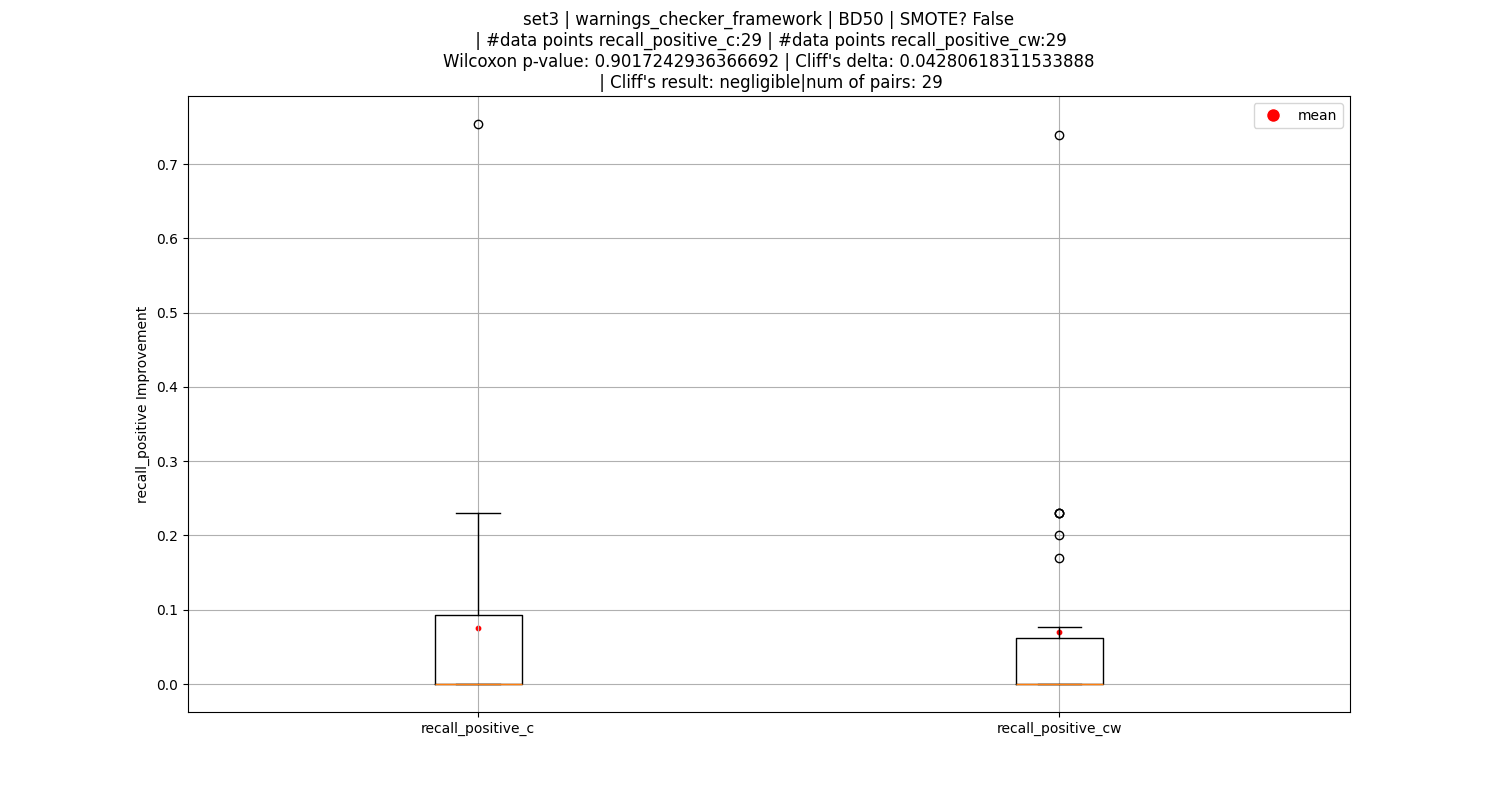 set3 | warnings_checker_framework | BD50 | SMOTE? False
| #data points recall_positive_c:29 | #data points recall_positive_cw:29
Wilcoxon p-value: 0.9017242936366692 | Cliff's delta: 0.04280618311533888
| Cliff's result: negligible|num of pairs: 29
mean
recall_positive Improvement
0.7
0.6
0.5
0.4
0.3
0.2
0.1
0.0
recall_positive_c
recall_positive_cw